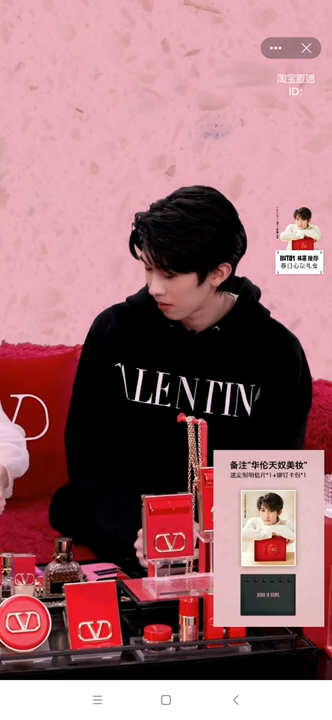 淘宝直播
ID:
INTO1 林墨 推荐
春日心动礼盒
VALENTIN
备注"华伦天奴美妆"
送定制明信片*1+铆钉卡包*1
BORN IN ROMA